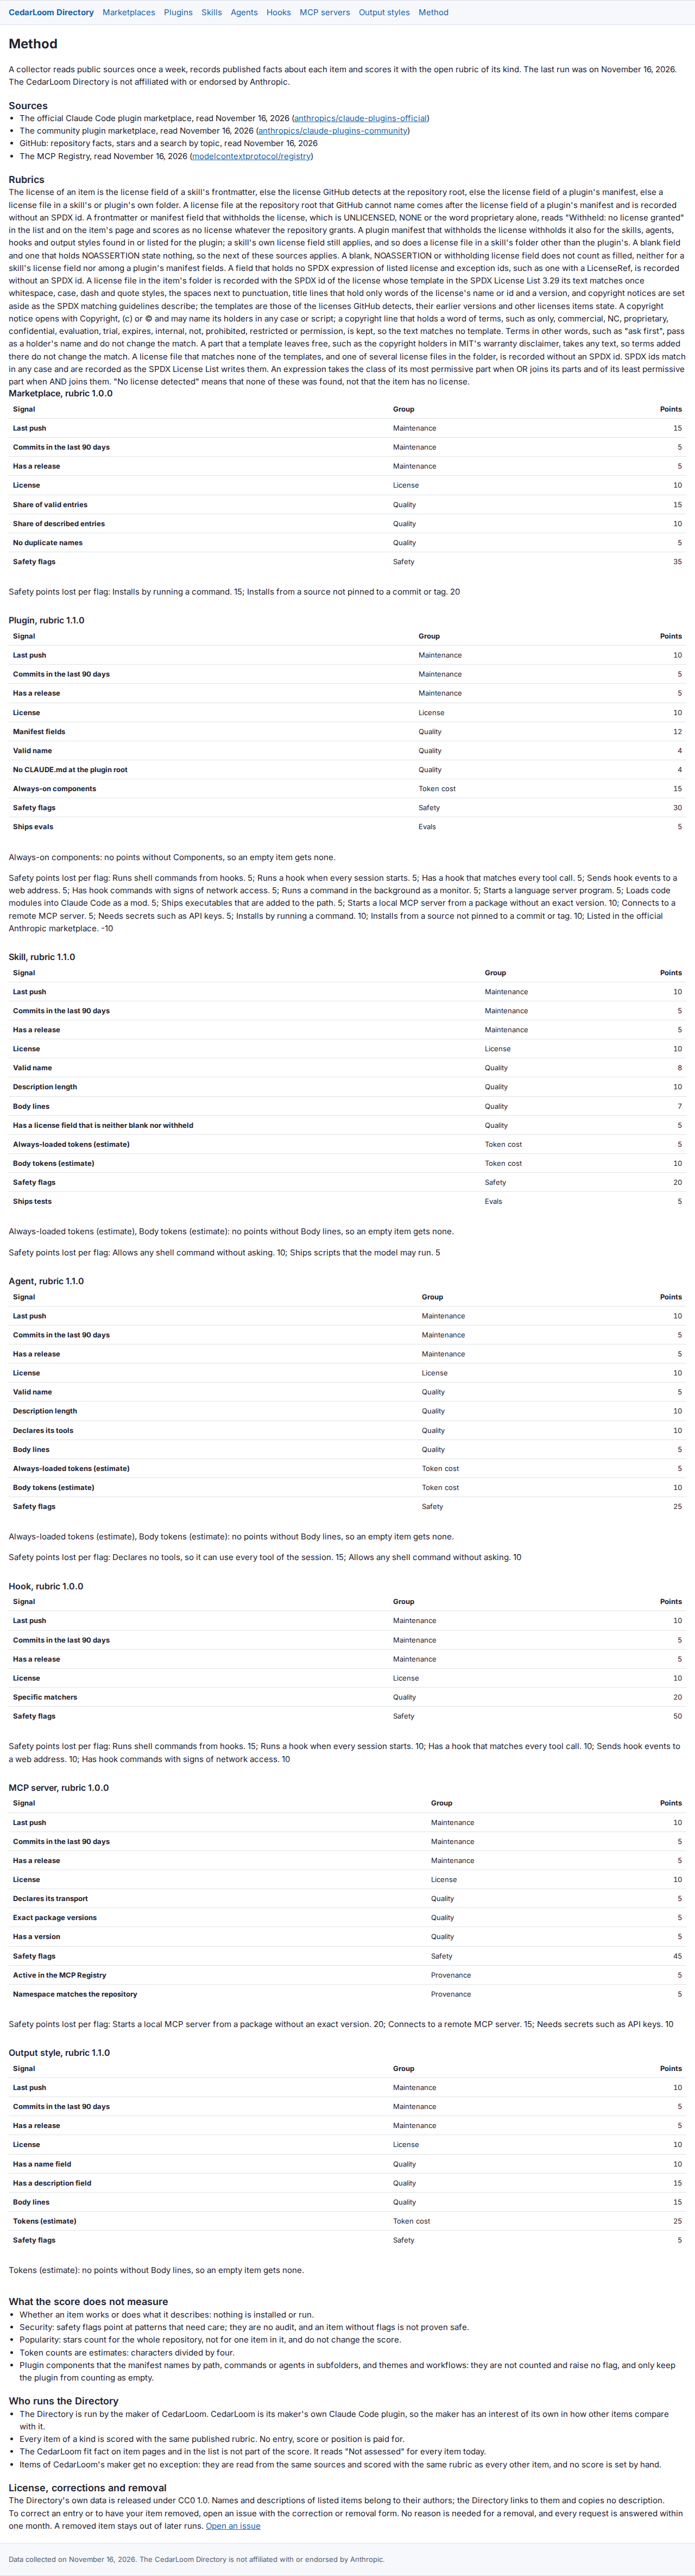 CedarLoom Directory Marketplaces Plugins Skills Agents Hooks MCP servers Output styles Method
Method
A collector reads public sources once a week, records published facts about each item and scores it with the open rubric of its kind. The last run was on November 16, 2026.
The CedarLoom Directory is not affiliated with or endorsed by Anthropic.
Sources
• The official Claude Code plugin marketplace, read November 16, 2026 (anthropics/claude-plugins-official)
• The community plugin marketplace, read November 16, 2026 (anthropics/claude-plugins-community)
• GitHub: repository facts, stars and a search by topic, read November 16, 2026
• The MCP Registry, read November 16, 2026 (modelcontextprotocol/registry)
Rubrics
The license of an item is the license field of a skill's frontmatter, else the license GitHub detects at the repository root, else the license field of a plugin's manifest, else a
license file in a skill's or plugin's own folder. A license file at the repository root that GitHub cannot name comes after the license field of a plugin's manifest and is recorded
without an SPDX id. A frontmatter or manifest field that withholds the license, which is UNLICENSED, NONE or the word proprietary alone, reads "Withheld: no license granted"
in the list and on the item's page and scores as no license whatever the repository grants. A plugin manifest that withholds the license withholds it also for the skills, agents,
hooks and output styles found in or listed for the plugin; a skill's own license field still applies, and so does a license file in a skill's folder other than the plugin's. A blank field
and one that holds NOASSERTION state nothing, so the next of these sources applies. A blank, NOASSERTION or withholding license field does not count as filled, neither for a
skill's license field nor among a plugin's manifest fields. A field that holds no SPDX expression of listed license and exception ids, such as one with a LicenseRef, is recorded
without an SPDX id. A license file in the item's folder is recorded with the SPDX id of the license whose template in the SPDX License List 3.29 its text matches once
whitespace, case, dash and quote styles, the spaces next to punctuation, title lines that hold only words of the license's name or id and a version, and copyright notices are set
aside as the SPDX matching guidelines describe; the templates are those of the licenses GitHub detects, their earlier versions and other licenses items state. A copyright
notice opens with Copyright, (c) or © and may name its holders in any case or script; a copyright line that holds a word of terms, such as only, commercial, NC, proprietary,
confidential, evaluation, trial, expires, internal, not, prohibited, restricted or permission, is kept, so the text matches no template. Terms in other words, such as "ask first", pass
as a holder's name and do not change the match. A part that a template leaves free, such as the copyright holders in MIT's warranty disclaimer, takes any text, so terms added
there do not change the match. A license file that matches none of the templates, and one of several license files in the folder, is recorded without an SPDX id. SPDX ids match
in any case and are recorded as the SPDX License List writes them. An expression takes the class of its most permissive part when OR joins its parts and of its least permissive
part when AND joins them. "No license detected" means that none of these was found, not that the item has no license.
Marketplace, rubric 1.0.0
Signal Group Points
Last push Maintenance 15
Commits in the last 90 days Maintenance 5
Has a release Maintenance 5
License License 10
Share of valid entries Quality 15
Share of described entries Quality 10
No duplicate names Quality 5
Safety flags Safety 35
Safety points lost per flag: Installs by running a command. 15; Installs from a source not pinned to a commit or tag. 20
Plugin, rubric 1.1.0
Signal Group Points
Last push Maintenance 10
Commits in the last 90 days Maintenance 5
Has a release Maintenance 5
License License 10
Manifest fields Quality 12
Valid name Quality 4
No CLAUDE.md at the plugin root Quality 4
Always-on components Token cost 15
Safety flags Safety 30
Ships evals Evals 5
Always-on components: no points without Components, so an empty item gets none.
Safety points lost per flag: Runs shell commands from hooks. 5; Runs a hook when every session starts. 5; Has a hook that matches every tool call. 5; Sends hook events to a
web address. 5; Has hook commands with signs of network access. 5; Runs a command in the background as a monitor. 5; Starts a language server program. 5; Loads code
modules into Claude Code as a mod. 5; Ships executables that are added to the path. 5; Starts a local MCP server from a package without an exact version. 10; Connects to a
remote MCP server. 5; Needs secrets such as API keys. 5; Installs by running a command. 10; Installs from a source not pinned to a commit or tag. 10; Listed in the official
Anthropic marketplace. -10
Skill, rubric 1.1.0
Signal Group Points
Last push Maintenance 10
Commits in the last 90 days Maintenance 5
Has a release Maintenance 5
License License 10
Valid name Quality 8
Description length Quality 10
Body lines Quality 7
Has a license field that is neither blank nor withheld Quality 5
Always-loaded tokens (estimate) Token cost 5
Body tokens (estimate) Token cost 10
Safety flags Safety 20
Ships tests Evals 5
Always-loaded tokens (estimate), Body tokens (estimate): no points without Body lines, so an empty item gets none.
Safety points lost per flag: Allows any shell command without asking. 10; Ships scripts that the model may run. 5
Agent, rubric 1.1.0
Signal Group Points
Last push Maintenance 10
Commits in the last 90 days Maintenance 5
Has a release Maintenance 5
License License 10
Valid name Quality 5
Description length Quality 10
Declares its tools Quality 10
Body lines Quality 5
Always-loaded tokens (estimate) Token cost 5
Body tokens (estimate) Token cost 10
Safety flags Safety 25
Always-loaded tokens (estimate), Body tokens (estimate): no points without Body lines, so an empty item gets none.
Safety points lost per flag: Declares no tools, so it can use every tool of the session. 15; Allows any shell command without asking. 10
Hook, rubric 1.0.0
Signal Group Points
Last push Maintenance 10
Commits in the last 90 days Maintenance 5
Has a release Maintenance 5
License License 10
Specific matchers Quality 20
Safety flags Safety 50
Safety points lost per flag: Runs shell commands from hooks. 15; Runs a hook when every session starts. 10; Has a hook that matches every tool call. 10; Sends hook events to
a web address. 10; Has hook commands with signs of network access. 10
MCP server, rubric 1.0.0
Signal Group Points
Last push Maintenance 10
Commits in the last 90 days Maintenance 5
Has a release Maintenance 5
License License 10
Declares its transport Quality 5
Exact package versions Quality 5
Has a version Quality 5
Safety flags Safety 45
Active in the MCP Registry Provenance 5
Namespace matches the repository Provenance 5
Safety points lost per flag: Starts a local MCP server from a package without an exact version. 20; Connects to a remote MCP server. 15; Needs secrets such as API keys. 10
Output style, rubric 1.1.0
Signal Group Points
Last push Maintenance 10
Commits in the last 90 days Maintenance 5
Has a release Maintenance 5
License License 10
Has a name field Quality 10
Has a description field Quality 15
Body lines Quality 15
Tokens (estimate) Token cost 25
Safety flags Safety 5
Tokens (estimate): no points without Body lines, so an empty item gets none.
What the score does not measure
• Whether an item works or does what it describes: nothing is installed or run.
• Security: safety flags point at patterns that need care; they are no audit, and an item without flags is not proven safe.
• Popularity: stars count for the whole repository, not for one item in it, and do not change the score.
• Token counts are estimates: characters divided by four.
• Plugin components that the manifest names by path, commands or agents in subfolders, and themes and workflows: they are not counted and raise no flag, and only keep
the plugin from counting as empty.
Who runs the Directory
• The Directory is run by the maker of CedarLoom. CedarLoom is its maker's own Claude Code plugin, so the maker has an interest of its own in how other items compare
with it.
• Every item of a kind is scored with the same published rubric. No entry, score or position is paid for.
• The CedarLoom fit fact on item pages and in the list is not part of the score. It reads "Not assessed" for every item today.
• Items of CedarLoom's maker get no exception: they are read from the same sources and scored with the same rubric as every other item, and no score is set by hand.
License, corrections and removal
The Directory's own data is released under CC0 1.0. Names and descriptions of listed items belong to their authors; the Directory links to them and copies no description.
To correct an entry or to have your item removed, open an issue with the correction or removal form. No reason is needed for a removal, and every request is answered within
one month. A removed item stays out of later runs. Open an issue
Data collected on November 16, 2026. The CedarLoom Directory is not affiliated with or endorsed by Anthropic.